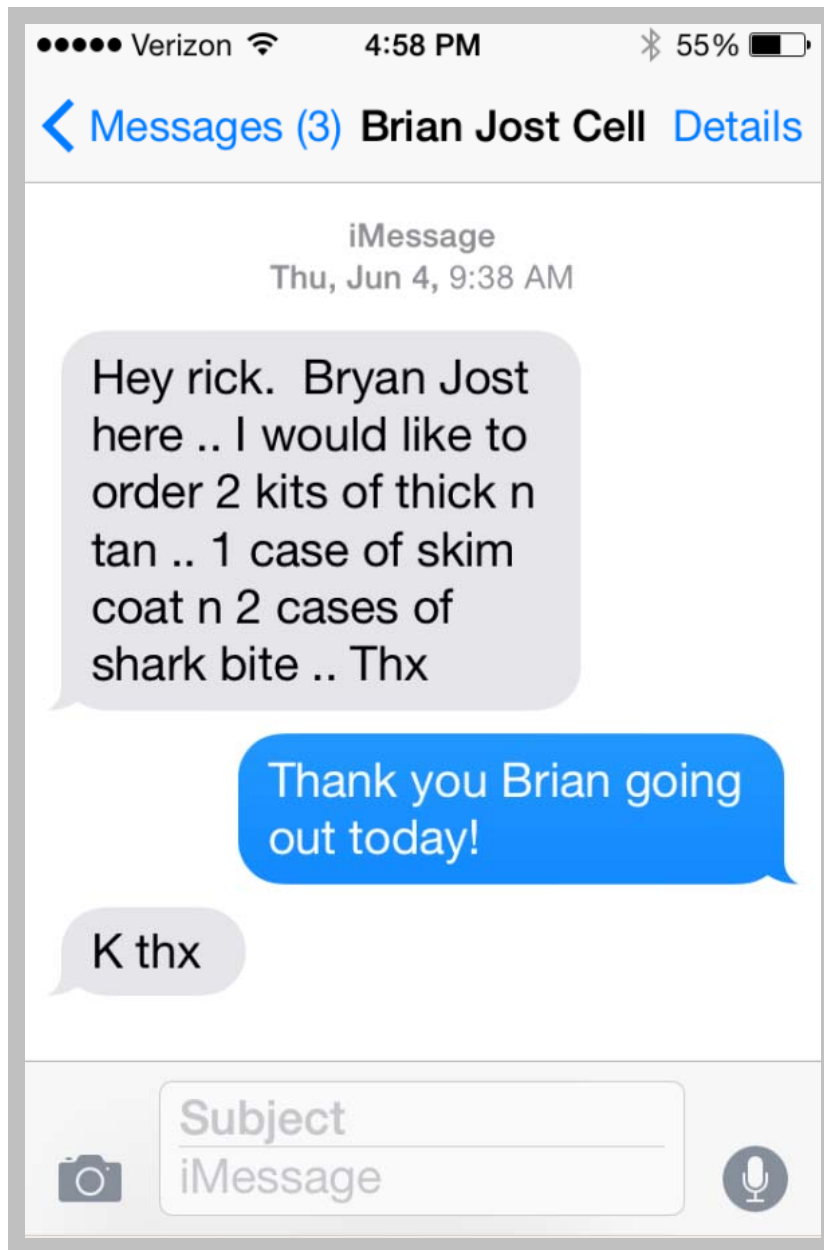 Verizon 4:58 PM 55%
Messages (3) Brian Jost Cell Details
iMessage
Thu, Jun 4, 9:38 AM
Hey rick.  Bryan Jost
here .. I would like to
order 2 kits of thick n
tan .. 1 case of skim
coat n 2 cases of
shark bite .. Thx
Thank you Brian going
out today!
K thx
Subject
iMessage